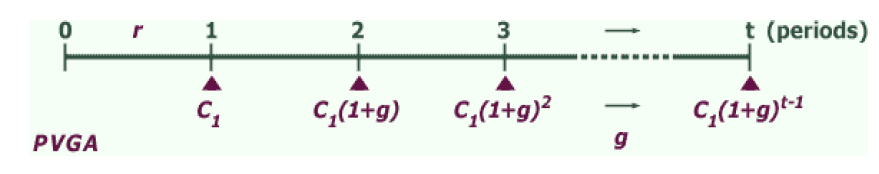 0 r 1 2 3 → t (periods)
C₁ C₁(1+g) C₁(1+g)² → C₁(1+g)ᵗ⁻¹
PVGA g